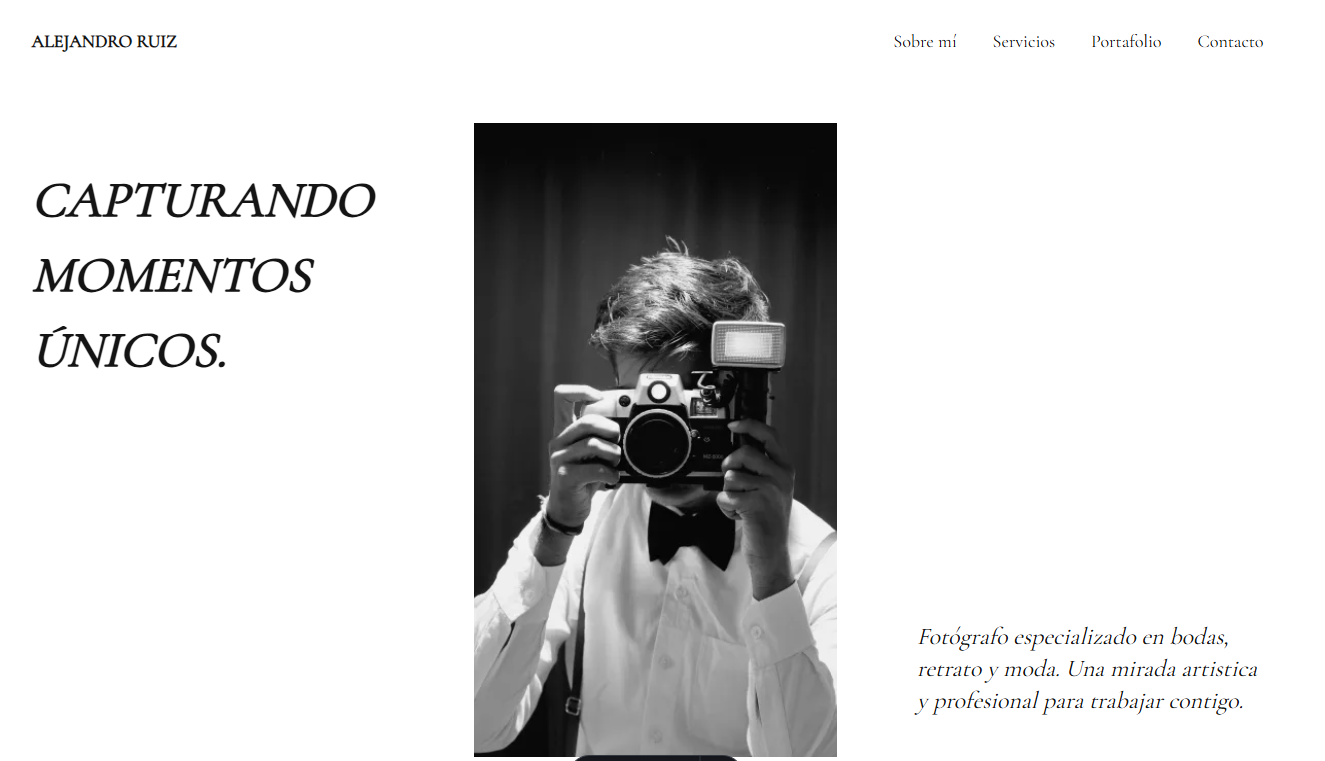 ALEJANDRO RUIZ
Sobre mí Servicios Portafolio Contacto
CAPTURANDO
MOMENTOS
ÚNICOS.
Fotógrafo especializado en bodas,
retrato y moda. Una mirada artistica
y profesional para trabajar contigo.